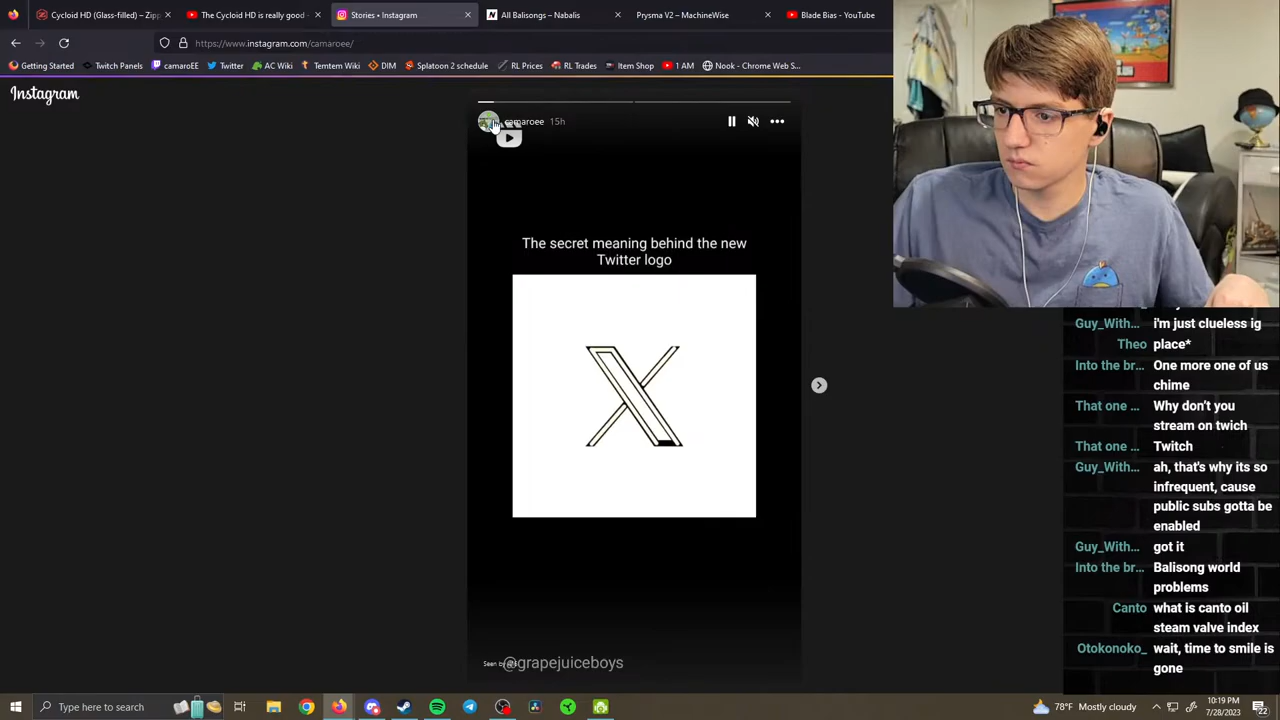 Cycloid HD (Glass-filled) – Zipp
The Cycloid HD is really good -
Stories • Instagram
All Balisongs – Nabalis
Prysma V2 – MachineWise
Blade Bias - YouTube
https://www.instagram.com/camaroee/
Getting Started
Twitch Panels
camaroEE
Twitter
AC Wiki
Temtem Wiki
DIM
Splatoon 2 schedule
RL Prices
RL Trades
Item Shop
1 AM
Nook - Chrome Web S...
Instagram
camaroee 15h
The secret meaning behind the new
Twitter logo
X
Seen by
@grapejuiceboys
Guy_With... i'm just clueless ig
Theo place*
Into the br... One more one of us
chime
That one ... Why don't you
stream on twich
That one ... Twitch
Guy_With... ah, that's why its so
infrequent, cause
public subs gotta be
enabled
Guy_With... got it
Into the br... Balisong world
problems
Canto what is canto oil
steam valve index
Otokonoko_ wait, time to smile is
gone
Type here to search
78°F Mostly cloudy
10:19 PM
7/28/2023
22